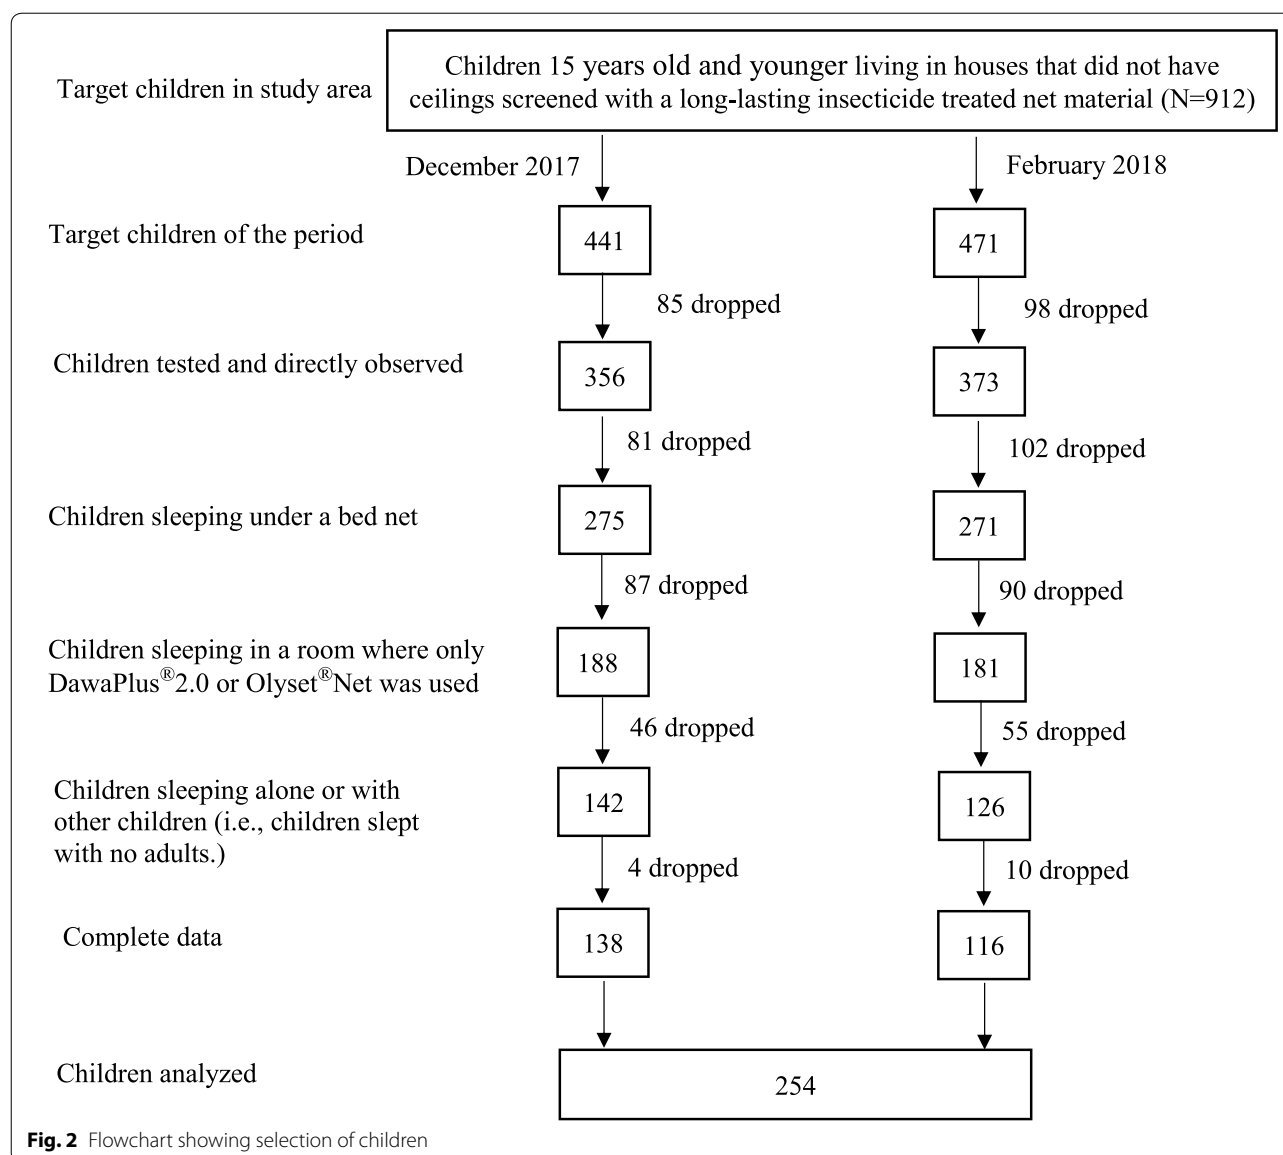 Target children in study area
Children 15 years old and younger living in houses that did not have
ceilings screened with a long-lasting insecticide treated net material (N=912)
December 2017
February 2018
Target children of the period
441
471
85 dropped
98 dropped
Children tested and directly observed
356
373
81 dropped
102 dropped
Children sleeping under a bed net
275
271
87 dropped
90 dropped
Children sleeping in a room where only
DawaPlus®2.0 or Olyset®Net was used
188
181
46 dropped
55 dropped
Children sleeping alone or with
other children (i.e., children slept
with no adults.)
142
126
4 dropped
10 dropped
Complete data
138
116
Children analyzed
254
Fig. 2 Flowchart showing selection of children